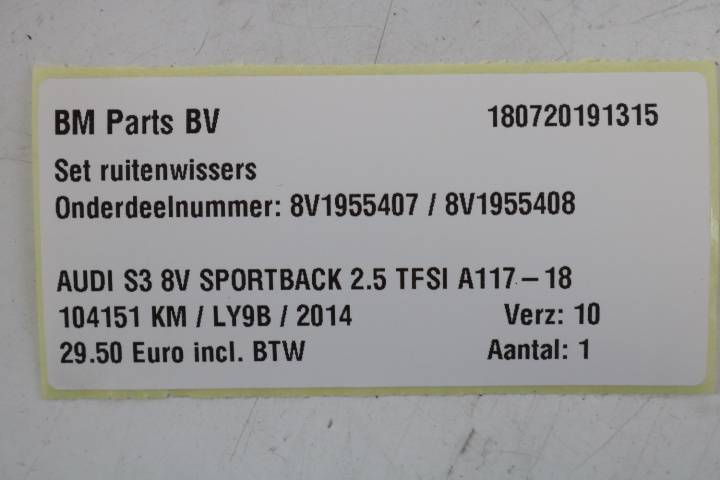 BM Parts BV 180720191315
Set ruitenwissers
Onderdeelnummer: 8V1955407 / 8V1955408
AUDI S3 8V SPORTBACK 2.5 TFSI A117-18
104151 KM / LY9B / 2014 Verz: 10
29.50 Euro incl. BTW Aantal: 1